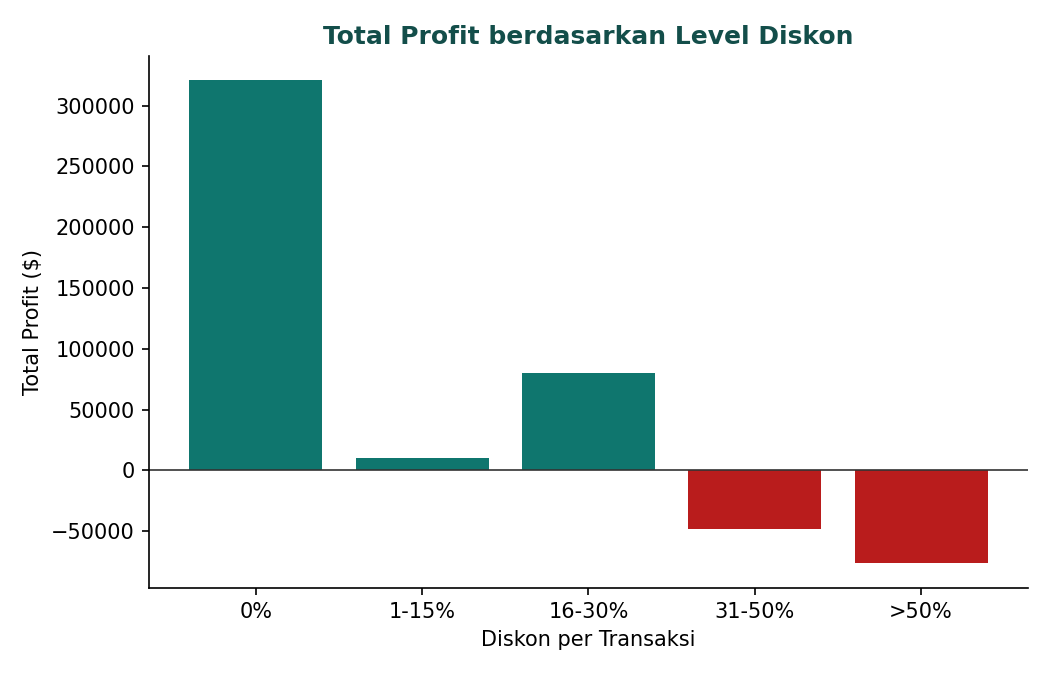 Total Profit berdasarkan Level Diskon
Total Profit ($)
300000
250000
200000
150000
100000
50000
0
−50000
0% 1-15% 16-30% 31-50% >50%
Diskon per Transaksi